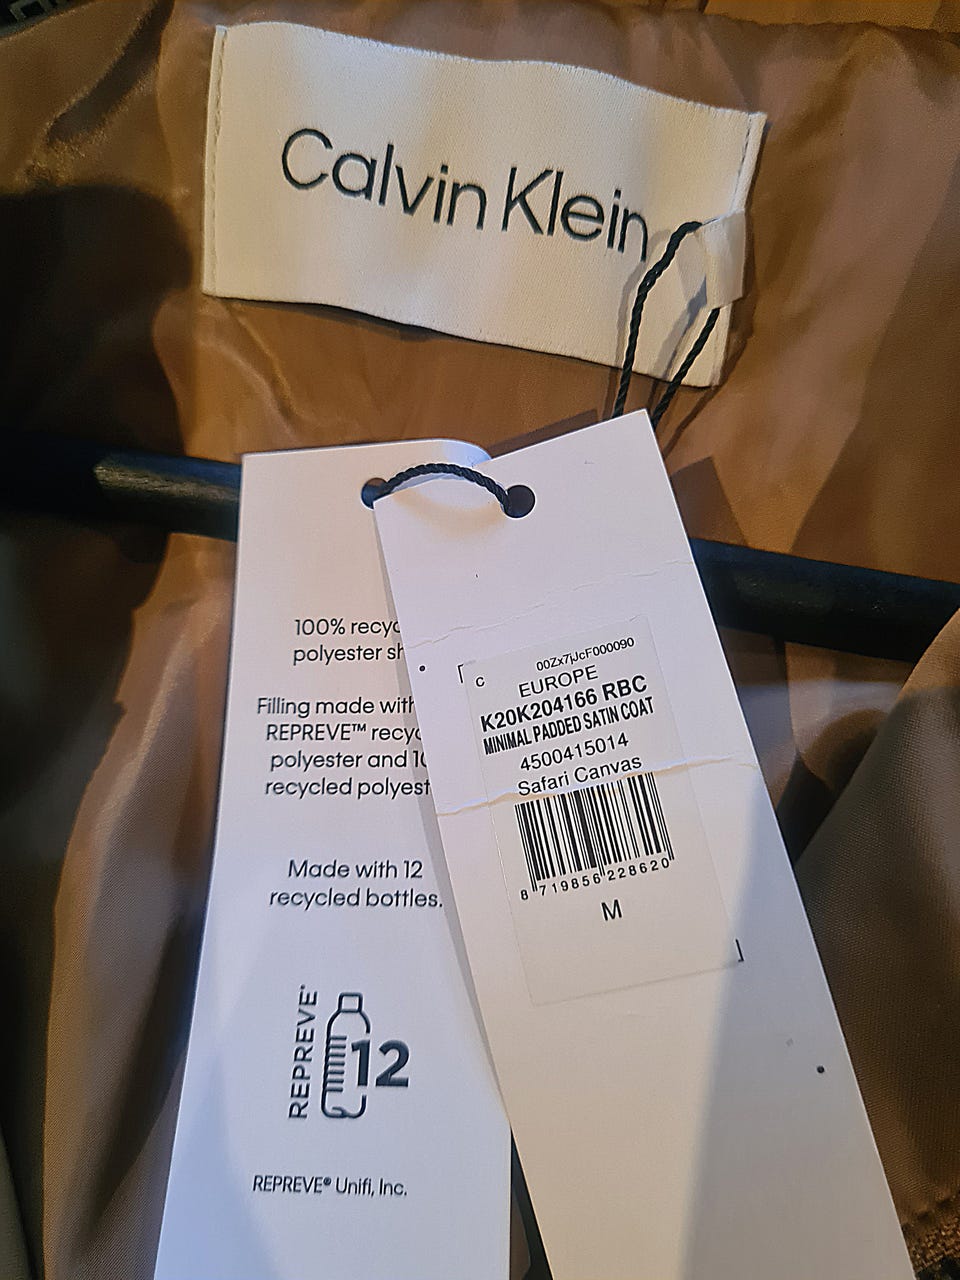 Calvin Klein
100% recyc
polyester sh
Filling made with
REPREVE™ recyc
polyester and 10
recycled polyest
Made with 12
recycled bottles.
REPREVE®
12
REPREVE® Unifi, Inc.
00Zx7jJcF000090
C
EUROPE
K20K204166 RBC
MINIMAL PADDED SATIN COAT
4500415014
Safari Canvas
8 719856 228620
M